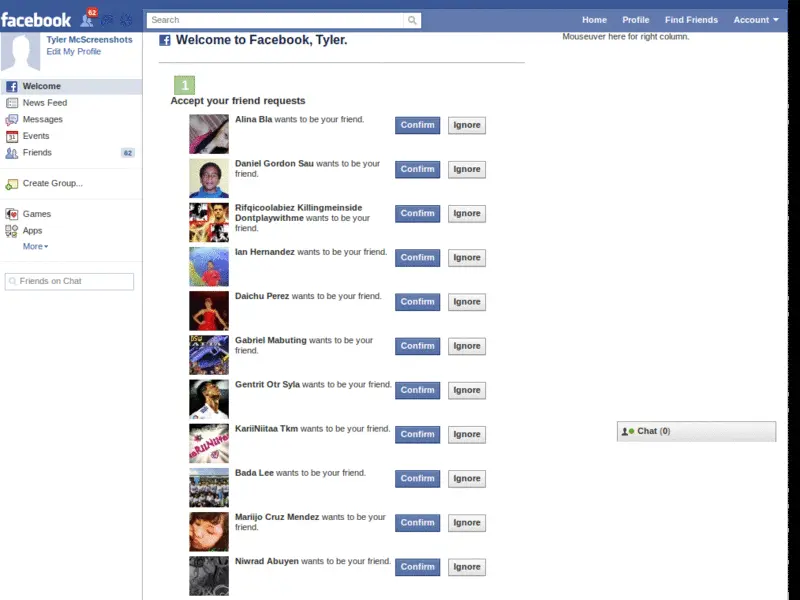 facebook
62
Search
Home Profile Find Friends Account
Tyler McScreenshots
Edit My Profile
Welcome
News Feed
Messages
31
Events
Friends 62
Create Group...
Games
Apps
More
Friends on Chat
Welcome to Facebook, Tyler.
1
Accept your friend requests
Alina Bla wants to be your friend.
Confirm Ignore
Daniel Gordon Sau wants to be your
friend.
Confirm Ignore
Rifqicoolabiez Killingmeinside
Dontplaywithme wants to be your
friend.
Confirm Ignore
Ian Hernandez wants to be your friend.
Confirm Ignore
Daichu Perez wants to be your friend.
Confirm Ignore
Gabriel Mabuting wants to be your
friend.
Confirm Ignore
Gentrit Otr Syla wants to be your friend.
Confirm Ignore
KariiNiitaa Tkm wants to be your friend.
Confirm Ignore
Bada Lee wants to be your friend.
Confirm Ignore
Mariijo Cruz Mendez wants to be your
friend.
Confirm Ignore
Niwrad Abuyen wants to be your friend.
Confirm Ignore
Mouseuver here for right column.
Chat (0)